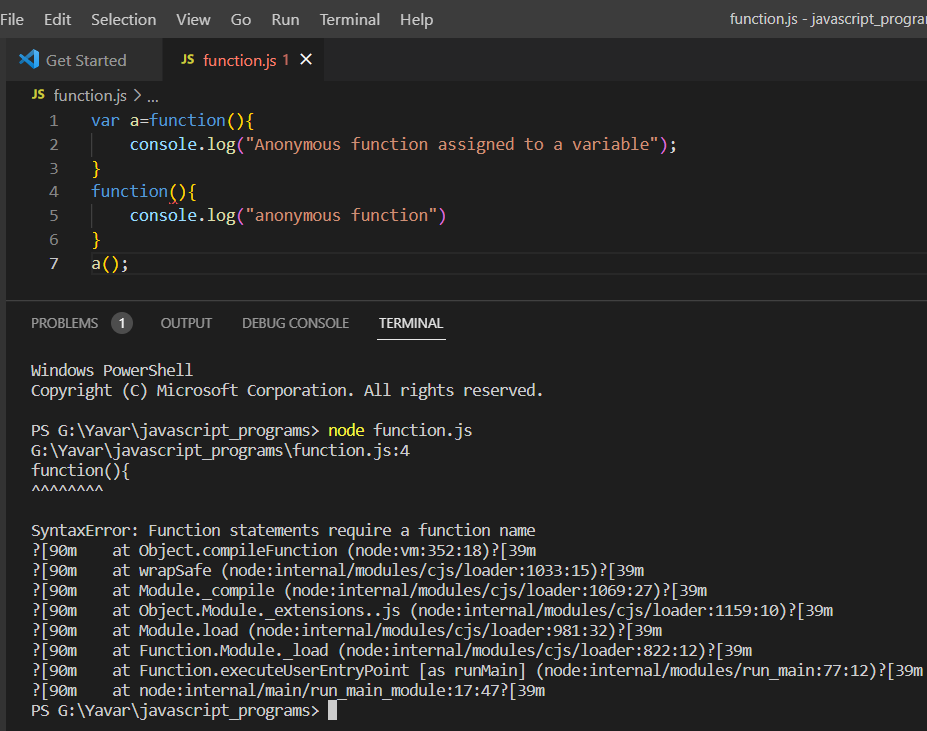 File Edit Selection View Go Run Terminal Help function.js - javascript_progra
Get Started JS function.js 1
JS function.js > ...
1 var a=function(){
2 console.log("Anonymous function assigned to a variable");
3 }
4 function(){
5 console.log("anonymous function")
6 }
7 a();
PROBLEMS 1 OUTPUT DEBUG CONSOLE TERMINAL
Windows PowerShell
Copyright (C) Microsoft Corporation. All rights reserved.
PS G:\Yavar\javascript_programs> node function.js
G:\Yavar\javascript_programs\function.js:4
function(){
^^^^^^^^
SyntaxError: Function statements require a function name
?[90m    at Object.compileFunction (node:vm:352:18)?[39m
?[90m    at wrapSafe (node:internal/modules/cjs/loader:1033:15)?[39m
?[90m    at Module._compile (node:internal/modules/cjs/loader:1069:27)?[39m
?[90m    at Object.Module._extensions..js (node:internal/modules/cjs/loader:1159:10)?[39m
?[90m    at Module.load (node:internal/modules/cjs/loader:981:32)?[39m
?[90m    at Function.Module._load (node:internal/modules/cjs/loader:822:12)?[39m
?[90m    at Function.executeUserEntryPoint [as runMain] (node:internal/modules/run_main:77:12)?[39m
?[90m    at node:internal/main/run_main_module:17:47?[39m
PS G:\Yavar\javascript_programs>